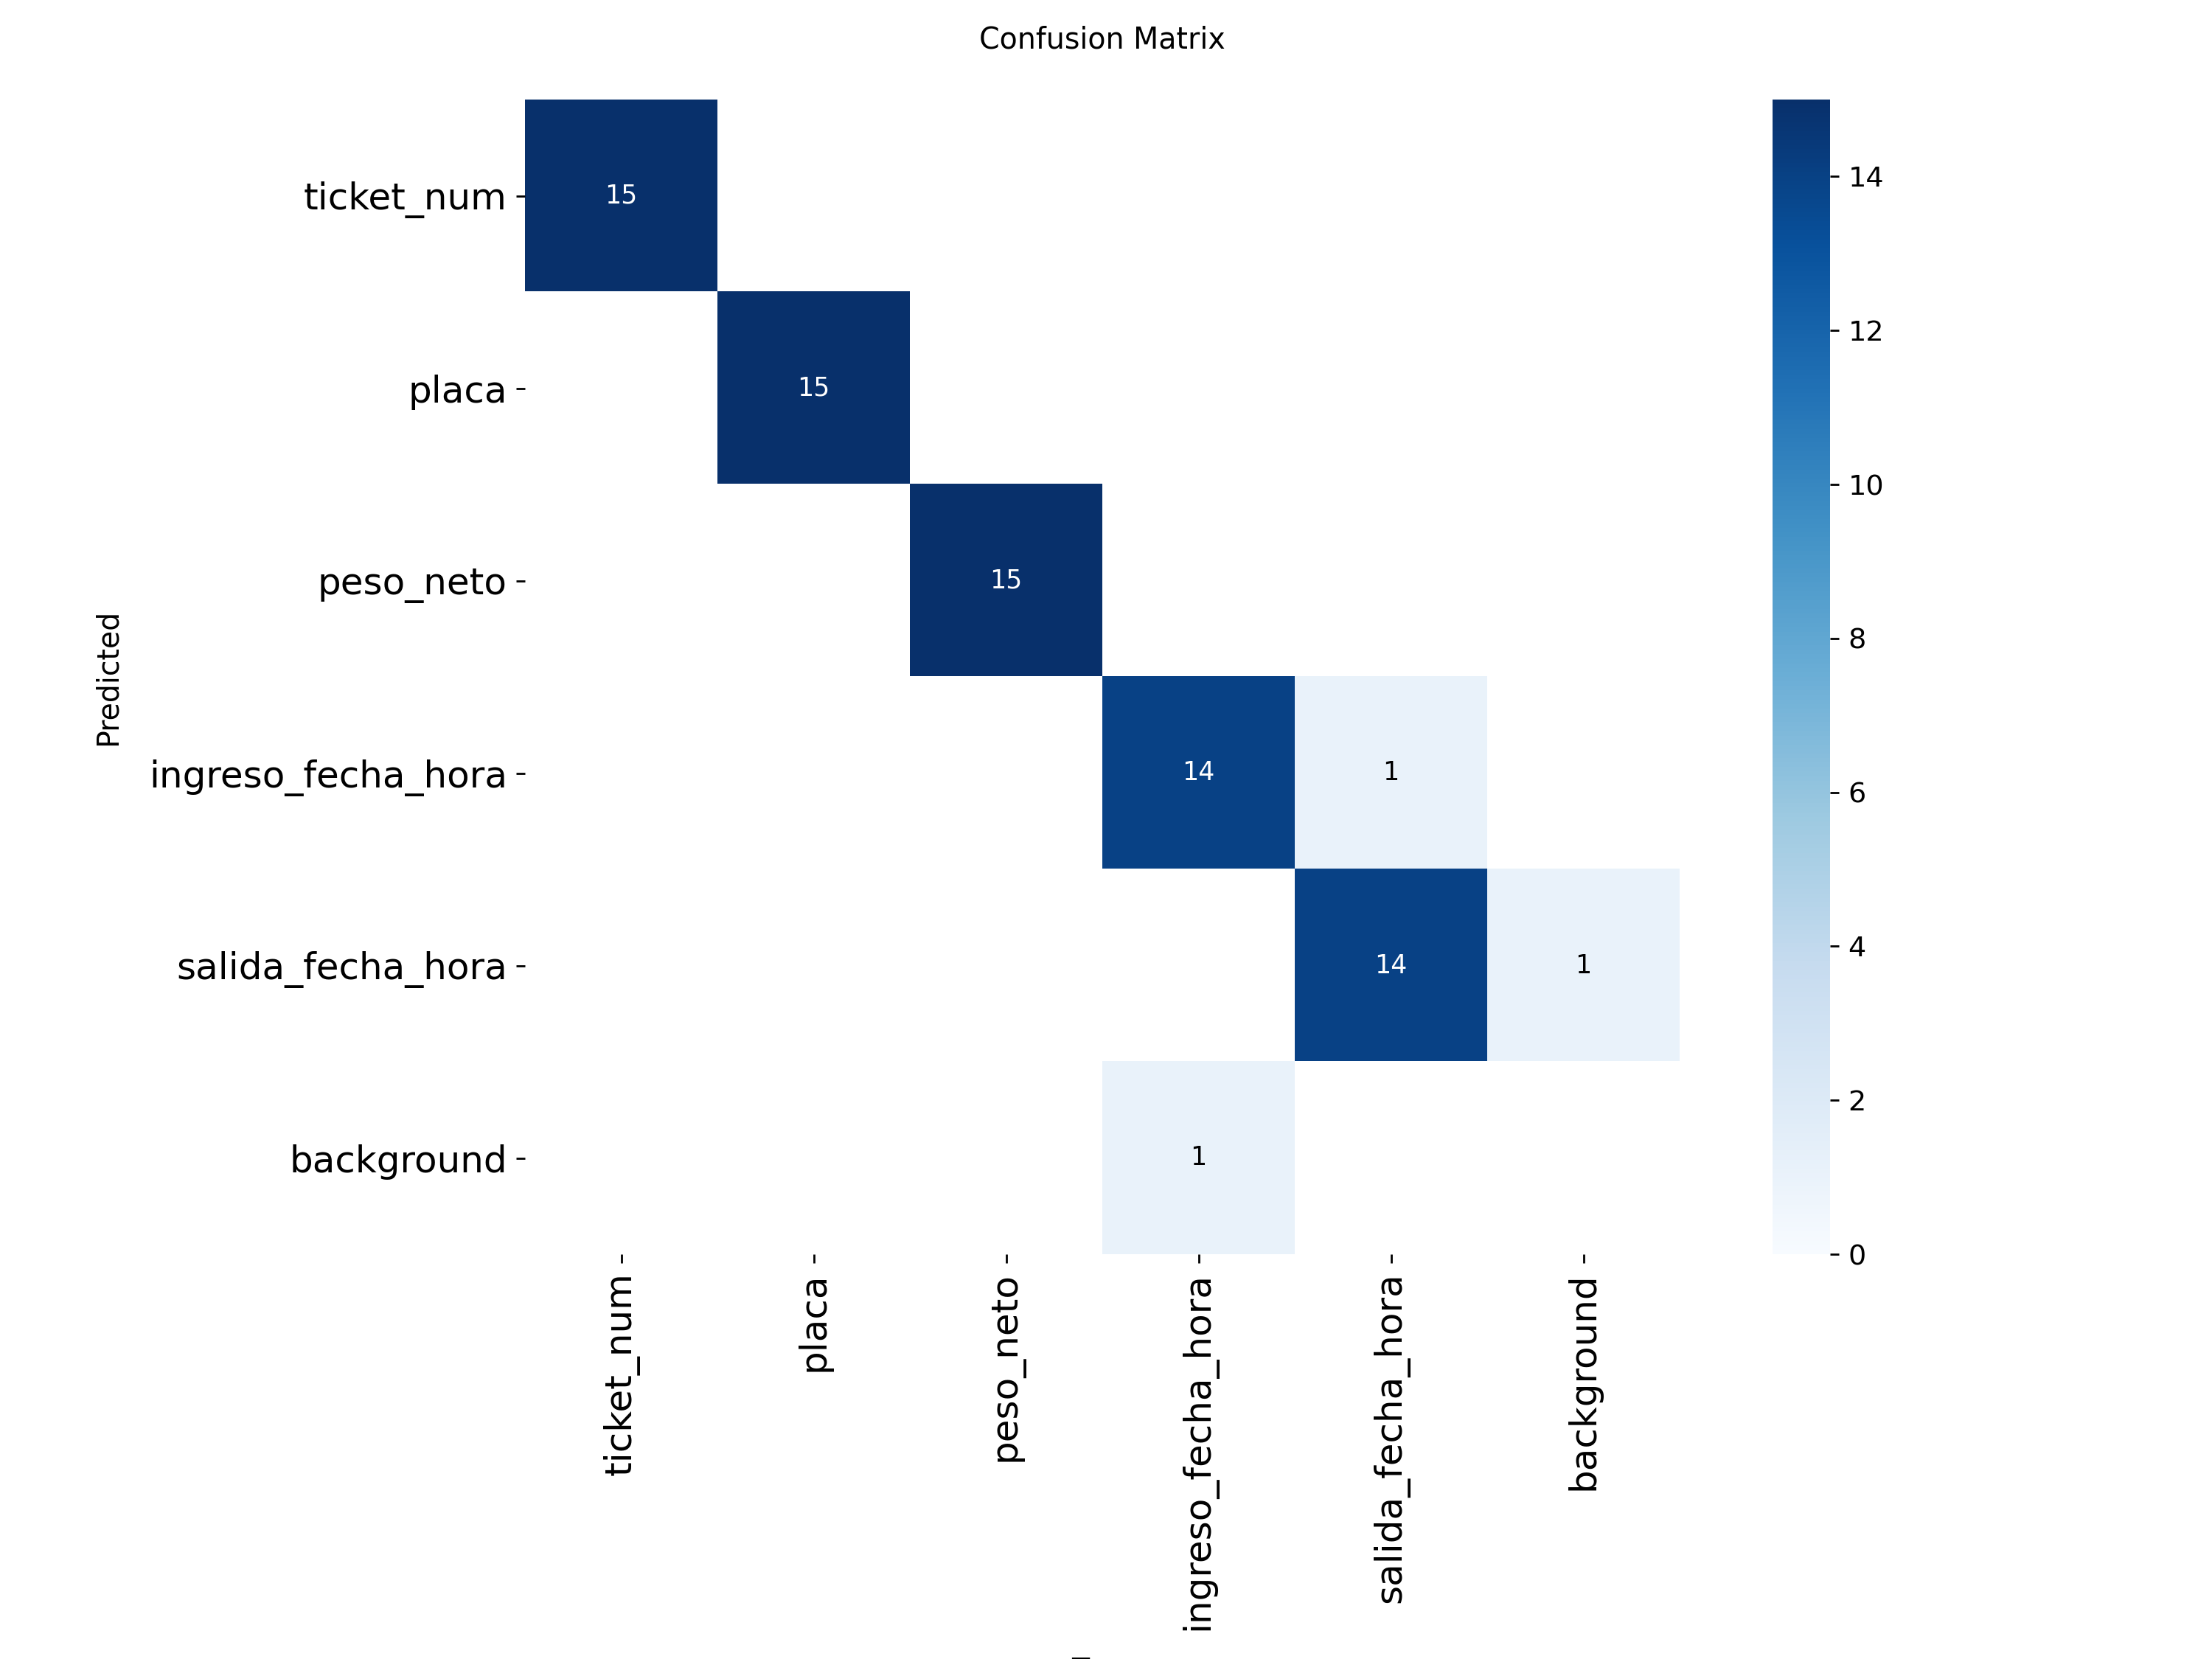 Confusion Matrix
ticket_num
15
14
12
placa
15
10
peso_neto
15
8
Predicted
ingreso_fecha_hora
14
1
6
salida_fecha_hora
14
1
4
background
1
2
0
ticket_num
placa
peso_neto
ingreso_fecha_hora
salida_fecha_hora
background